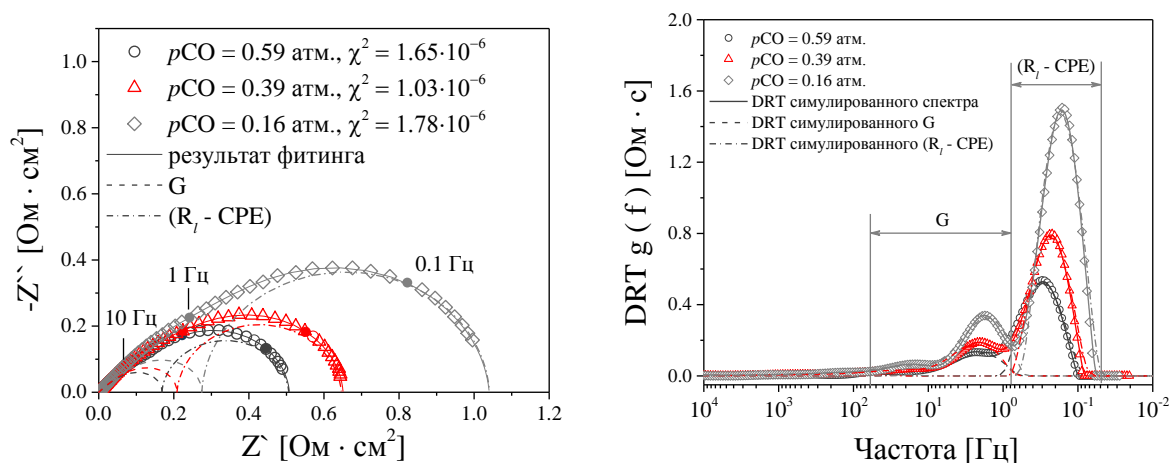 pCO = 0.59 атм., χ² = 1.65·10⁻⁶
pCO = 0.39 атм., χ² = 1.03·10⁻⁶
pCO = 0.16 атм., χ² = 1.78·10⁻⁶
результат фитинга
G
(Rₗ - CPE)
10 Гц
1 Гц
0.1 Гц
-Z`` [Ом · см²]
1.0
0.8
0.6
0.4
0.2
0.0
0.0 0.2 0.4 0.6 0.8 1.0 1.2
Z` [Ом · см²]
pCO = 0.59 атм.
pCO = 0.39 атм.
pCO = 0.16 атм.
DRT симулированного спектра
DRT симулированного G
DRT симулированного (Rₗ - CPE)
(Rₗ - CPE)
G
DRT g ( f ) [Ом · с]
2.0
1.6
1.2
0.8
0.4
0.0
10⁴ 10³ 10² 10¹ 10⁰ 10⁻¹ 10⁻²
Частота [Гц]